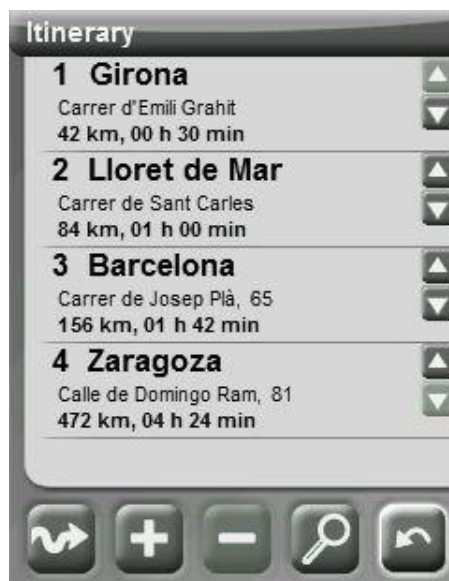 Itinerary
1 Girona
Carrer d'Emili Grahit
42 km, 00 h 30 min
2 Lloret de Mar
Carrer de Sant Carles
84 km, 01 h 00 min
3 Barcelona
Carrer de Josep Plà, 65
156 km, 01 h 42 min
4 Zaragoza
Calle de Domingo Ram, 81
472 km, 04 h 24 min